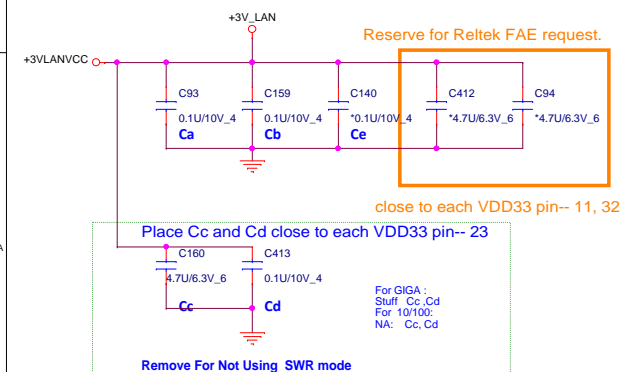 +3V_LAN
Reserve for Reltek FAE request.
+3VLANVCC
C93
0.1U/10V_4
Ca
C159
0.1U/10V_4
Cb
C140
*0.1U/10V_4
Ce
C412
*4.7U/6.3V_6
C94
*4.7U/6.3V_6
close to each VDD33 pin-- 11, 32
A
Place Cc and Cd close to each VDD33 pin-- 23
C160
4.7U/6.3V_6
Cc
C413
0.1U/10V_4
Cd
For GIGA :
Stuff Cc ,Cd
For 10/100:
NA: Cc, Cd
Remove For Not Using SWR mode